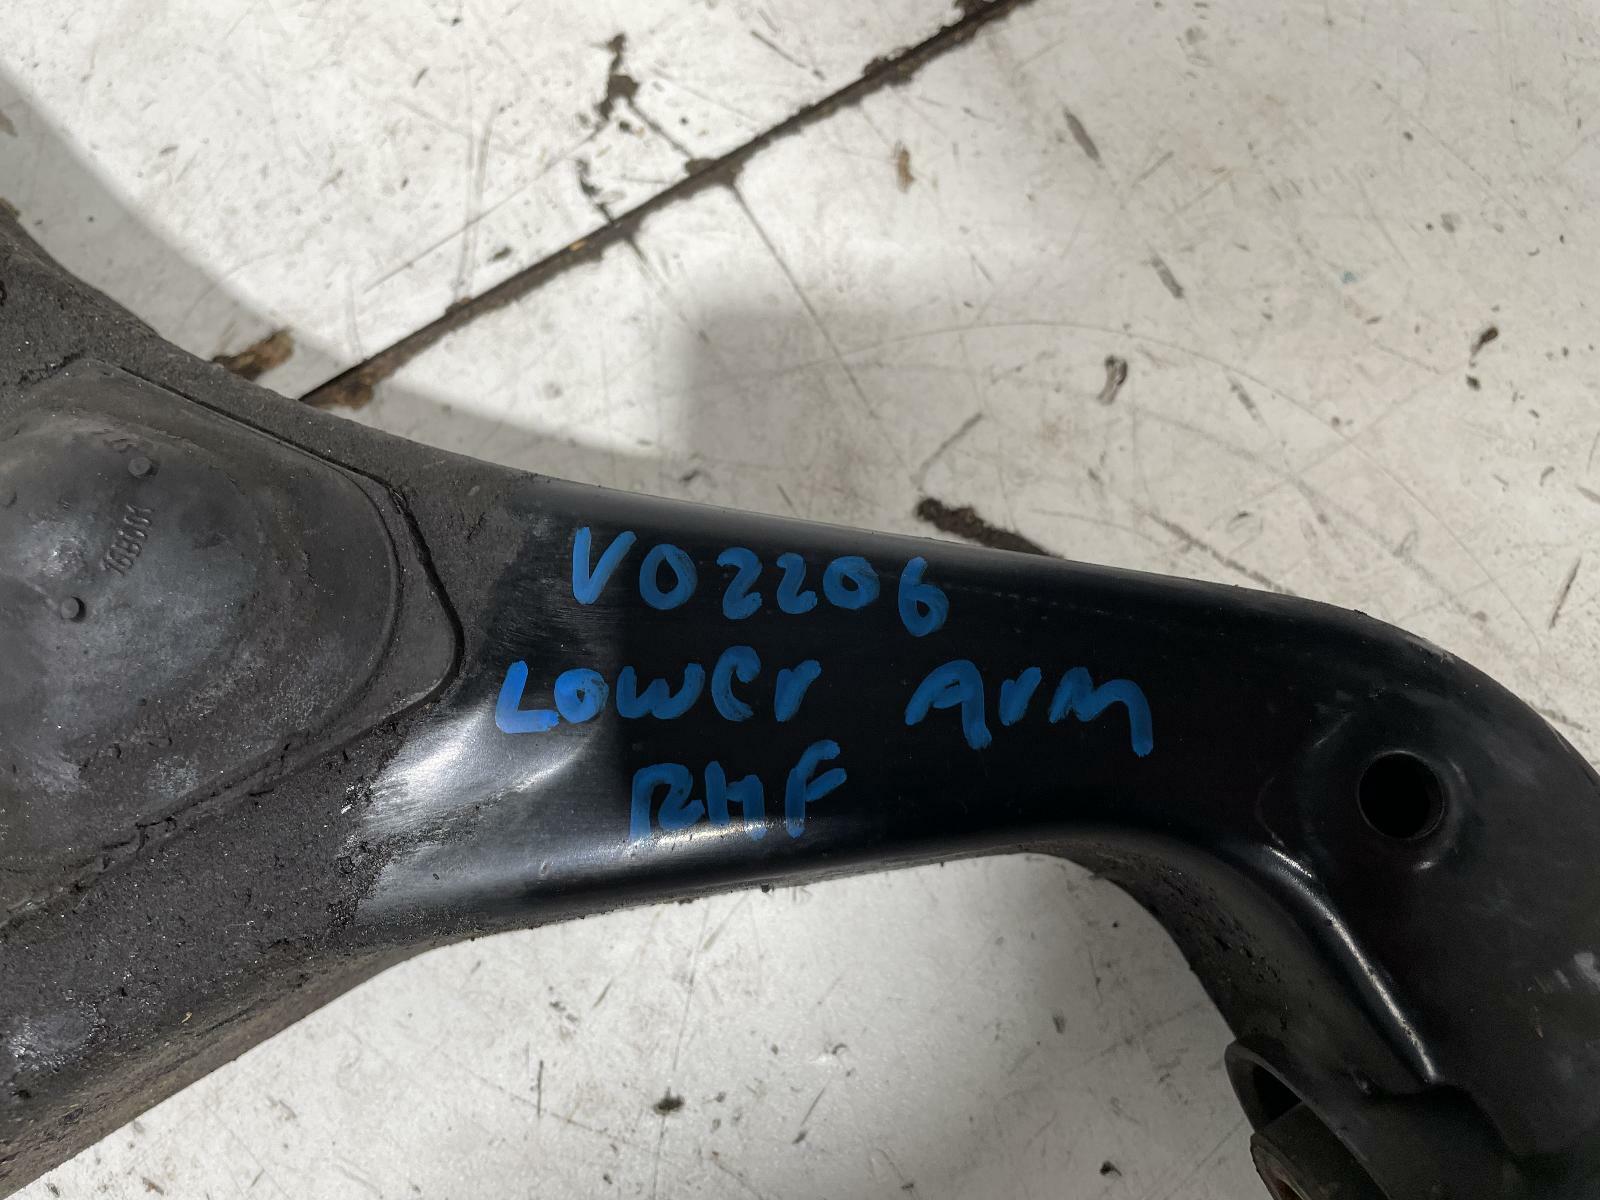 VO2206
Lower Arm
RHF